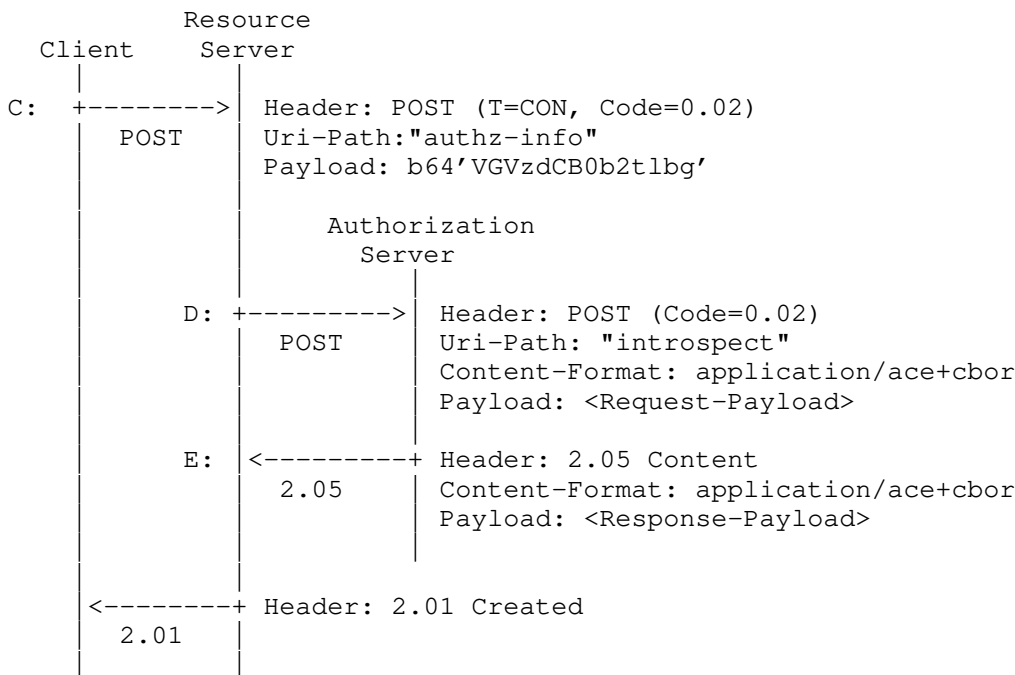 Resource
Client Server
C: +-------->| Header: POST (T=CON, Code=0.02)
POST Uri-Path:"authz-info"
Payload: b64’VGVzdCB0b2tlbg’
Authorization
Server
D: +--------->| Header: POST (Code=0.02)
POST Uri-Path: "introspect"
Content-Format: application/ace+cbor
Payload: <Request-Payload>
E: |<---------+ Header: 2.05 Content
2.05 Content-Format: application/ace+cbor
Payload: <Response-Payload>
|<--------+ Header: 2.01 Created
2.01